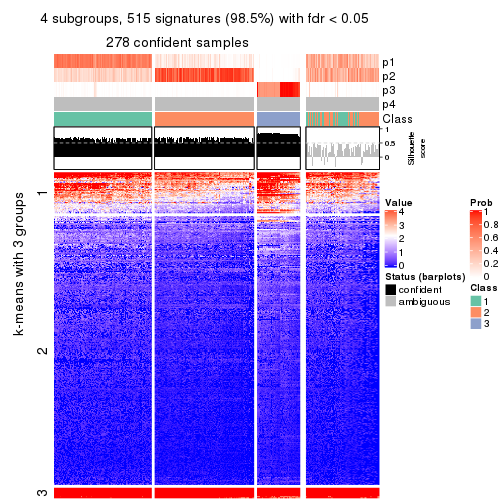 4 subgroups, 515 signatures (98.5%) with fdr < 0.05
278 confident samples
p1
p2
p3
p4
Class
1
0.5
0
Silhouette
score
k-means with 3 groups
1
2
3
Value
4
3
2
1
0
Status (barplots)
confident
ambiguous
Prob
1
0.8
0.6
0.4
0.2
0
Class
1
2
3